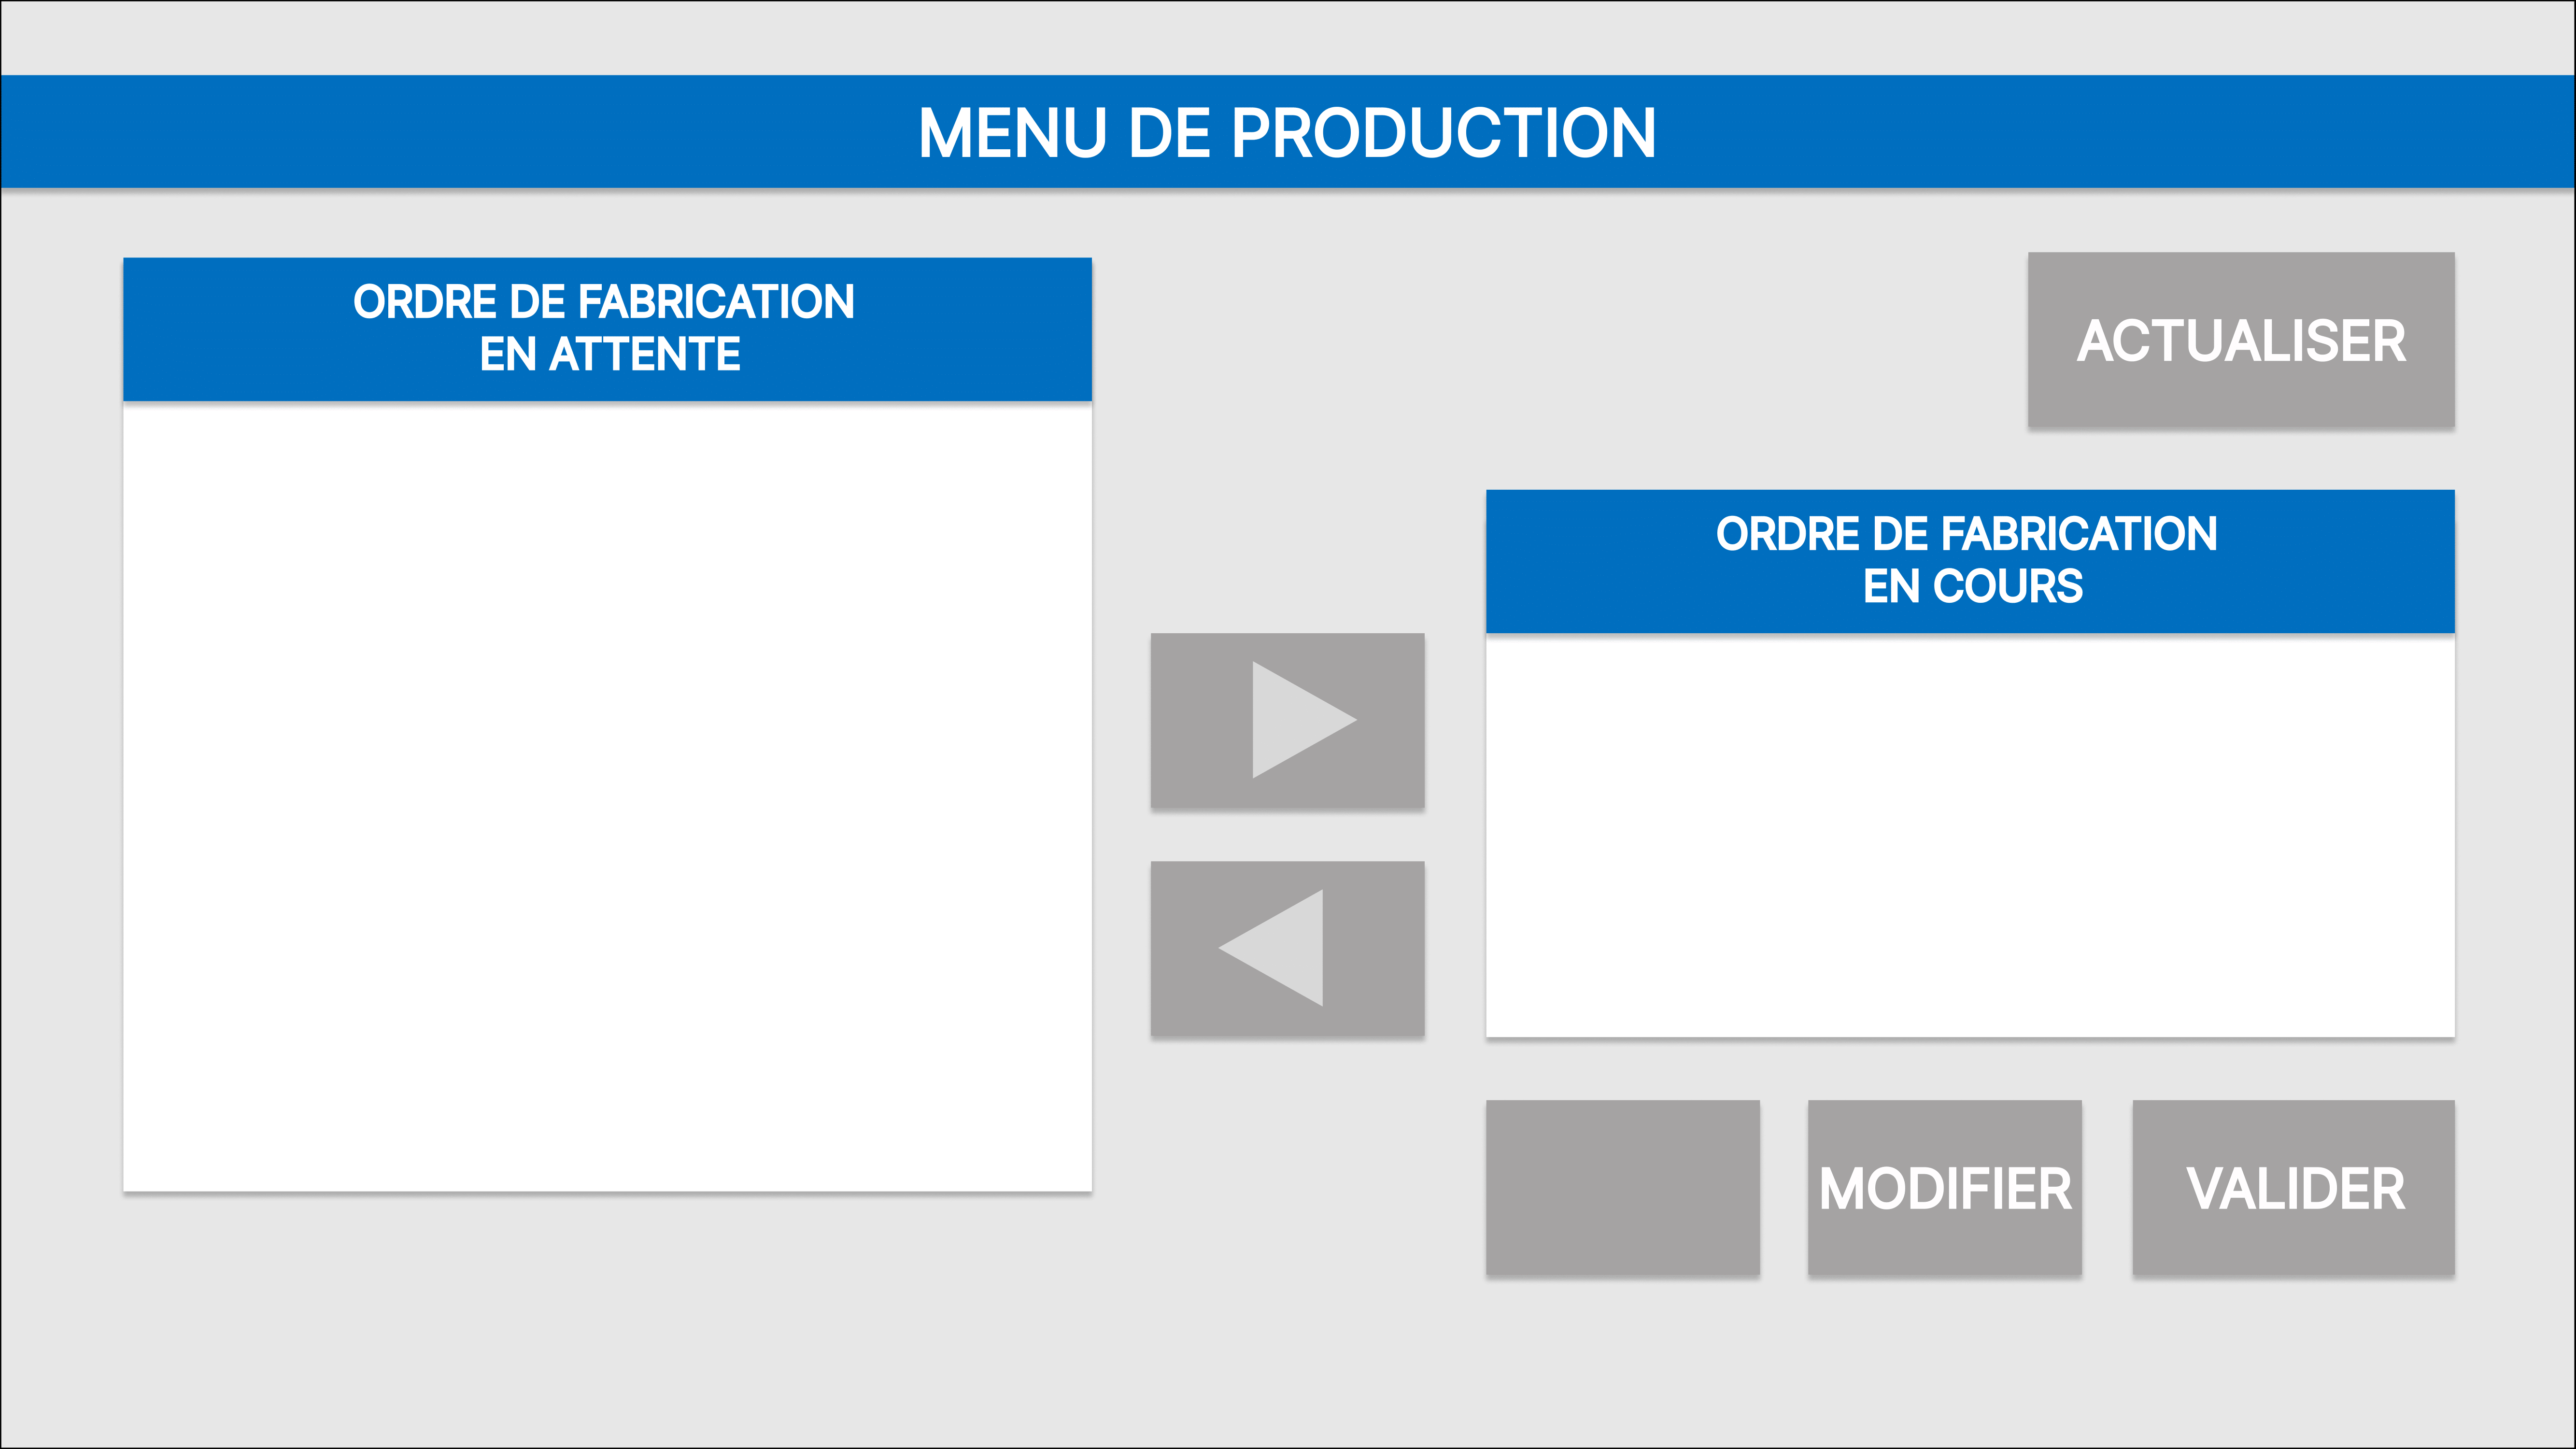 MENU DE PRODUCTION
ORDRE DE FABRICATION
EN ATTENTE
ACTUALISER
ORDRE DE FABRICATION
EN COURS
MODIFIER
VALIDER